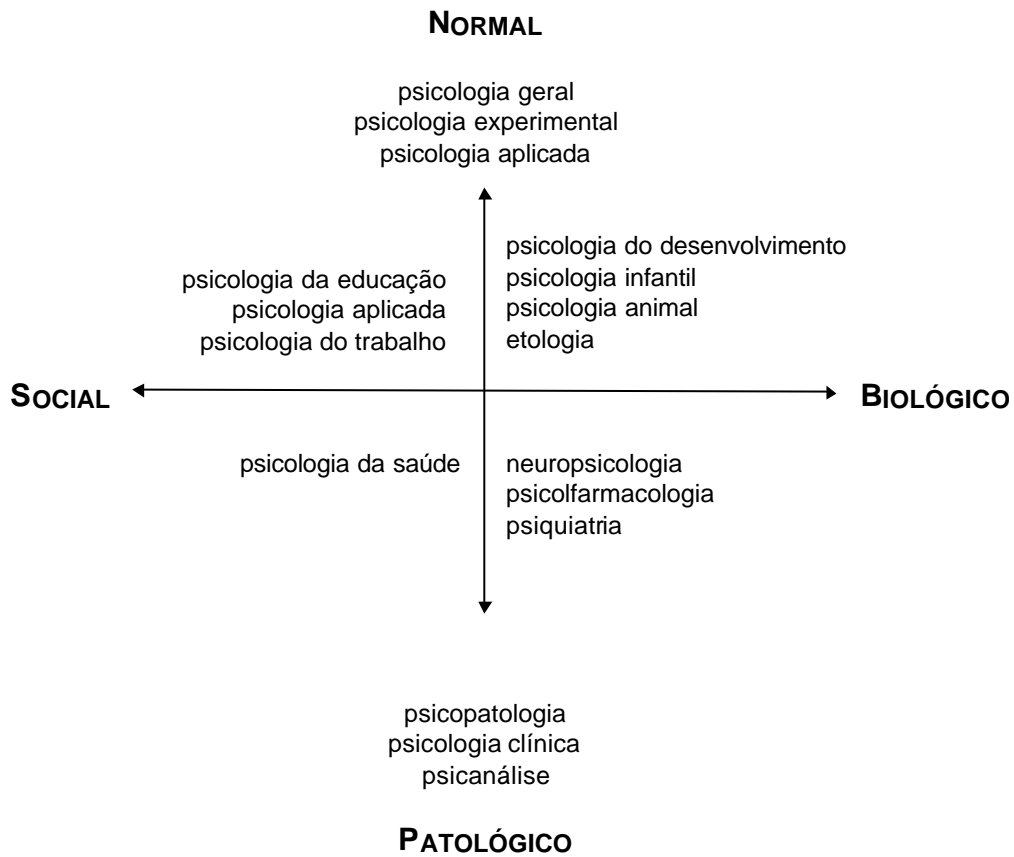 NORMAL
psicologia geral
psicologia experimental
psicologia aplicada
psicologia da educação
psicologia aplicada
psicologia do trabalho
psicologia do desenvolvimento
psicologia infantil
psicologia animal
etologia
SOCIAL
BIOLÓGICO
psicologia da saúde
neuropsicologia
psicolfarmacologia
psiquiatria
psicopatologia
psicologia clínica
psicanálise
PATOLÓGICO